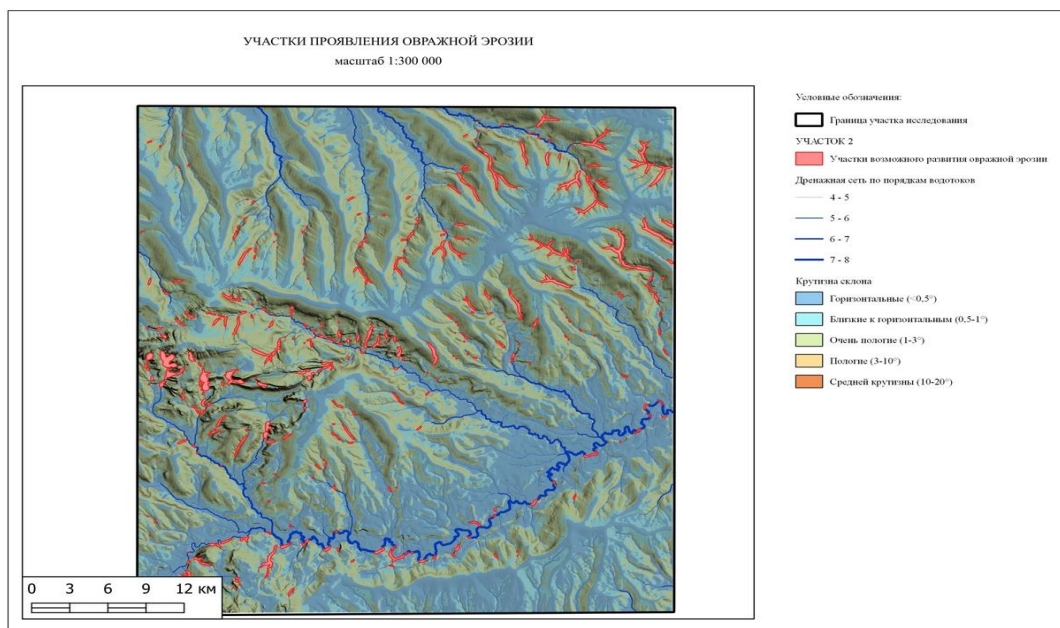 УЧАСТКИ ПРОЯВЛЕНИЯ ОВРАЖНОЙ ЭРОЗИИ
масштаб 1:300 000
Условные обозначения:
Граница участка исследования
УЧАСТОК 2
Участки возможного развития овражной эрозии
Дренажная сеть по порядкам водотоков
4 - 5
5 - 6
6 - 7
7 - 8
Крутизна склона
Горизонтальные (<0,5°)
Близкие к горизонтальным (0,5-1°)
Очень пологие (1-3°)
Пологие (3-10°)
Средней крутизны (10-20°)
0 3 6 9 12 км